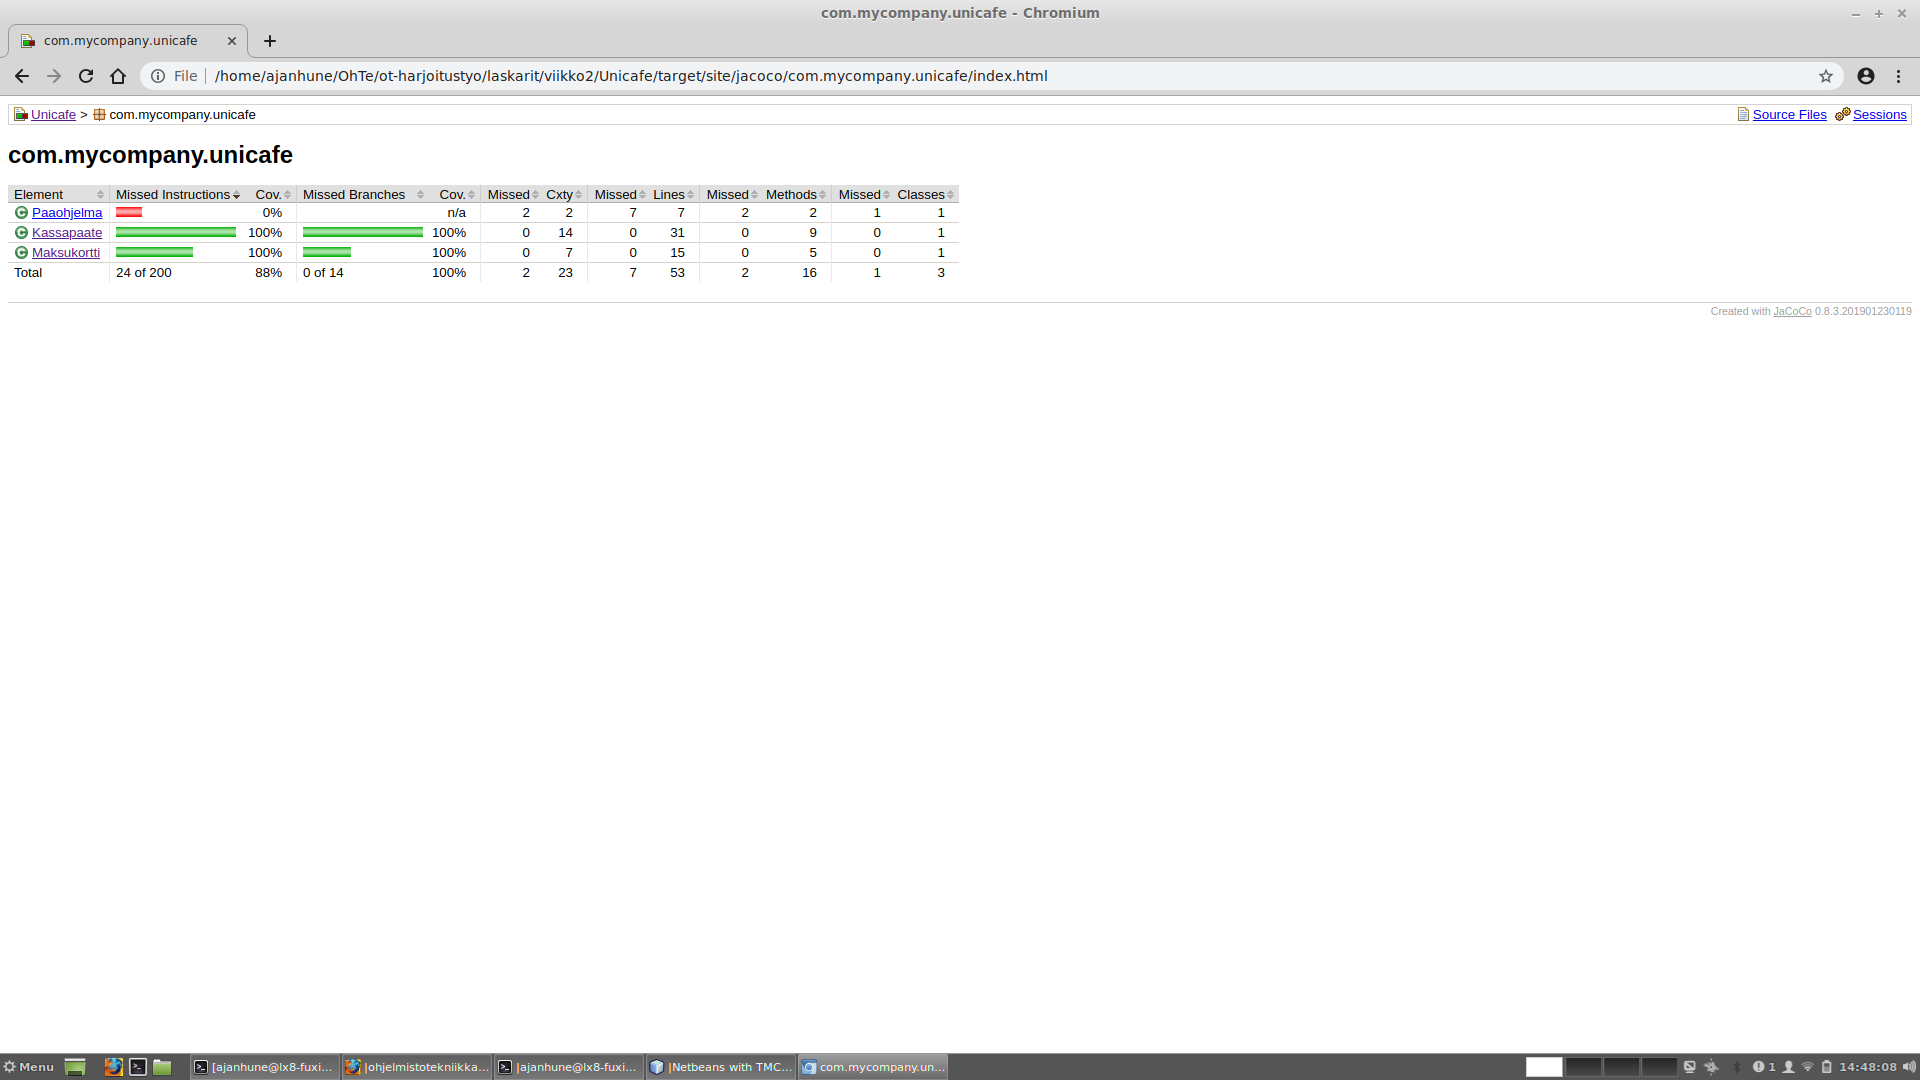 com.mycompany.unicafe - Chromium
com.mycompany.unicafe
File /home/ajanhune/OhTe/ot-harjoitustyo/laskarit/viikko2/Unicafe/target/site/jacoco/com.mycompany.unicafe/index.html
Unicafe > com.mycompany.unicafe Source Files Sessions
com.mycompany.unicafe
Element Missed Instructions Cov. Missed Branches Cov. Missed Cxty Missed Lines Missed Methods Missed Classes
Paaohjelma 0% n/a 2 2 7 7 2 2 1 1
Kassapaate 100% 100% 0 14 0 31 0 9 0 1
Maksukortti 100% 100% 0 7 0 15 0 5 0 1
Total 24 of 200 88% 0 of 14 100% 2 23 7 53 2 16 1 3
Created with JaCoCo 0.8.3.201901230119
Menu [ajanhune@lx8-fuxi... |ohjelmistotekniikka... |ajanhune@lx8-fuxi... |Netbeans with TMC... com.mycompany.un... 1 14:48:08